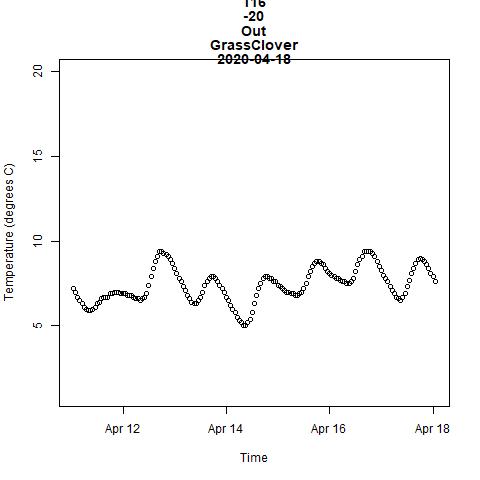 T16
-20
Out
GrassClover
2020-04-18
20
15
10
5
Temperature (degrees C)
Apr 12
Apr 14
Apr 16
Apr 18
Time